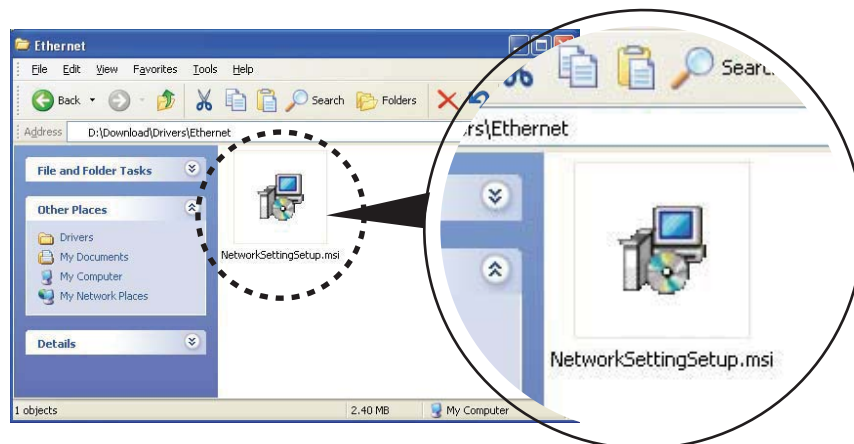 Ethernet
File Edit View Favorites Tools Help
Back Search Folders
Address D:\Download\Drivers\Ethernet
File and Folder Tasks
Other Places
Drivers
My Documents
My Computer
My Network Places
Details
NetworkSettingSetup.msi
1 objects 2.40 MB My Computer
Search
rs\Ethernet
NetworkSettingSetup.msi